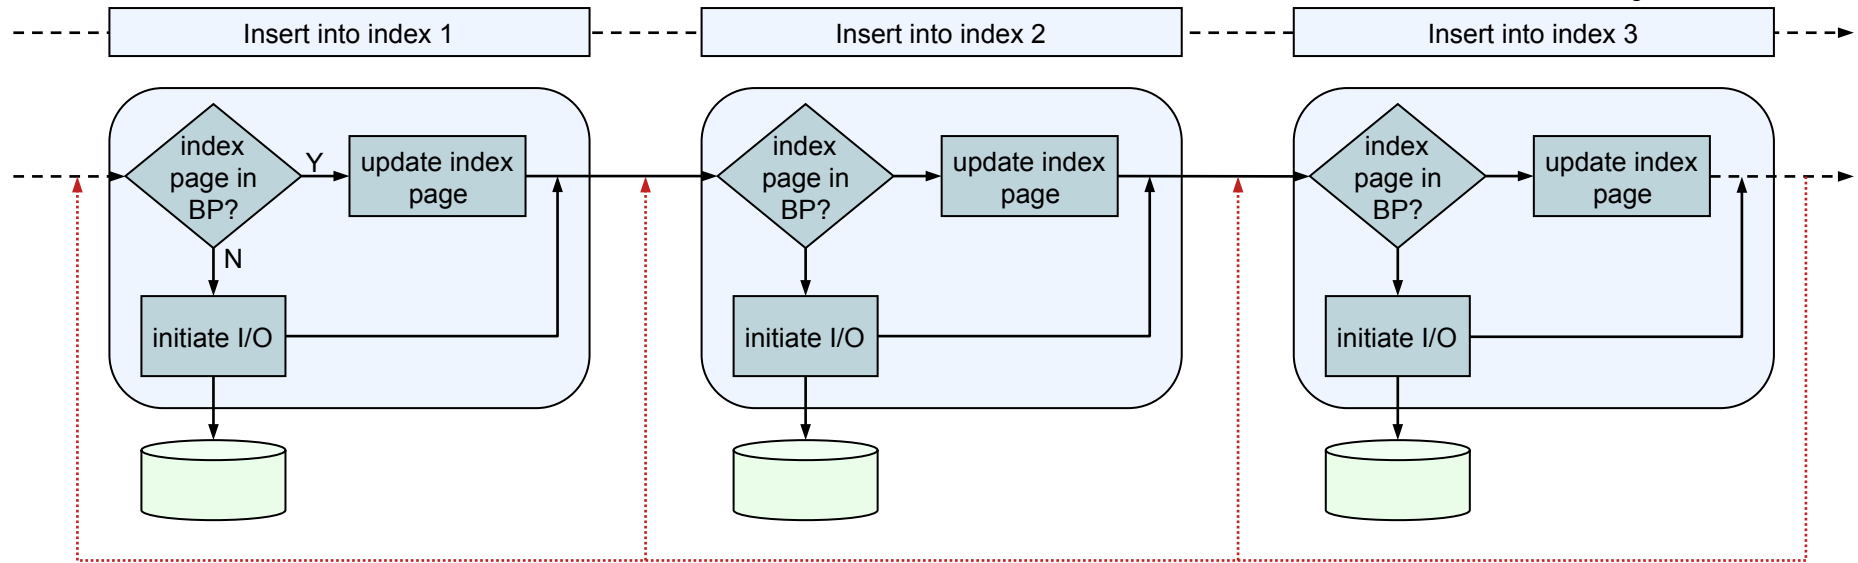 Insert into index 1
Insert into index 2
Insert into index 3
index
page in
BP?
Y
update index
page
N
initiate I/O
index
page in
BP?
update index
page
initiate I/O
index
page in
BP?
update index
page
initiate I/O